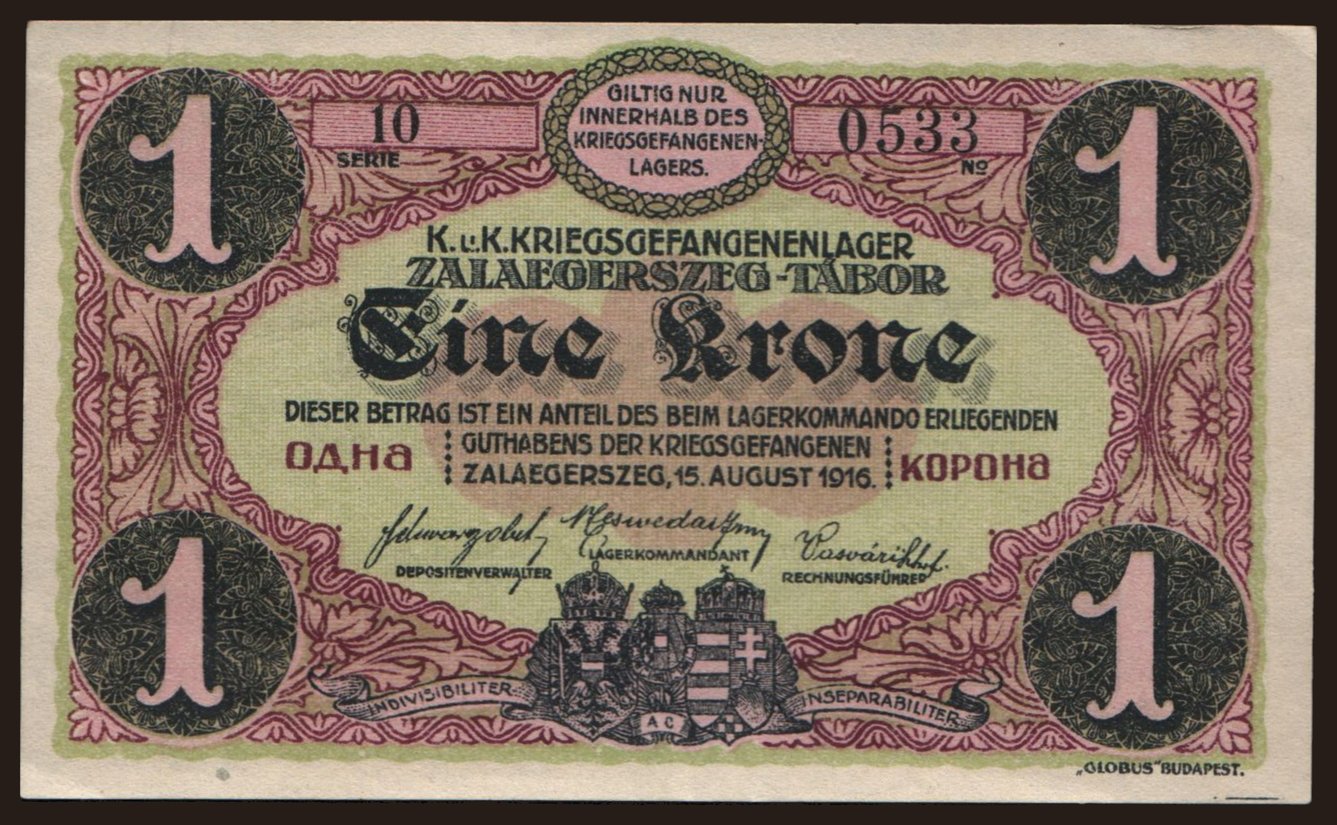 1
1
10
SERIE
GILTIG NUR
INNERHALB DES
KRIEGSGEFANGENEN-
LAGERS.
0533
No
K.u.K.KRIEGSGEFANGENENLAGER
ZALAEGERSZEG-TÁBOR
Eine Krone
DIESER BETRAG IST EIN ANTEIL DES BEIM LAGERKOMMANDO ERLIEGENDEN
ОДНА
GUTHABENS DER KRIEGSGEFANGENEN
КОРОНА
ZALAEGERSZEG, 15. AUGUST 1916.
LAGERKOMMANDANT
DEPOSITENVERWALTER
RECHNUNGSFÜHRER
1
1
INDIVISIBILITER
AC
INSEPARABILITER
„GLOBUS" BUDAPEST.